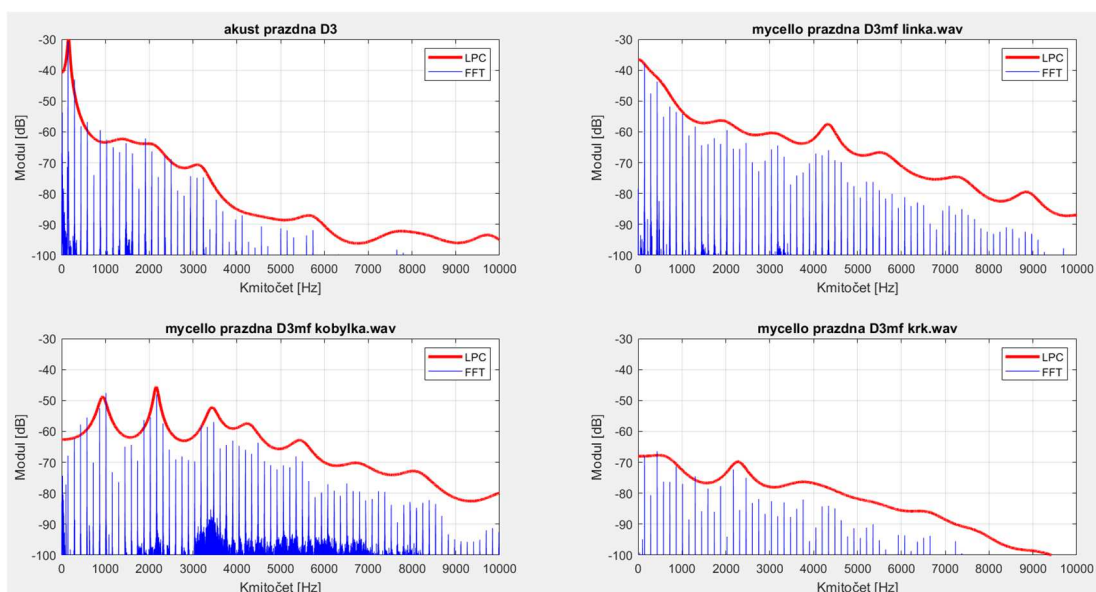 akust prazdna D3
-30
-40
-50
-60
-70
-80
-90
-100
Modul [dB]
LPC
FFT
0 1000 2000 3000 4000 5000 6000 7000 8000 9000 10000
Kmitočet [Hz]
mycello prazdna D3mf linka.wav
-30
-40
-50
-60
-70
-80
-90
-100
Modul [dB]
LPC
FFT
0 1000 2000 3000 4000 5000 6000 7000 8000 9000 10000
Kmitočet [Hz]
mycello prazdna D3mf kobylka.wav
-30
-40
-50
-60
-70
-80
-90
-100
Modul [dB]
LPC
FFT
0 1000 2000 3000 4000 5000 6000 7000 8000 9000 10000
Kmitočet [Hz]
mycello prazdna D3mf krk.wav
-30
-40
-50
-60
-70
-80
-90
-100
Modul [dB]
LPC
FFT
0 1000 2000 3000 4000 5000 6000 7000 8000 9000 10000
Kmitočet [Hz]